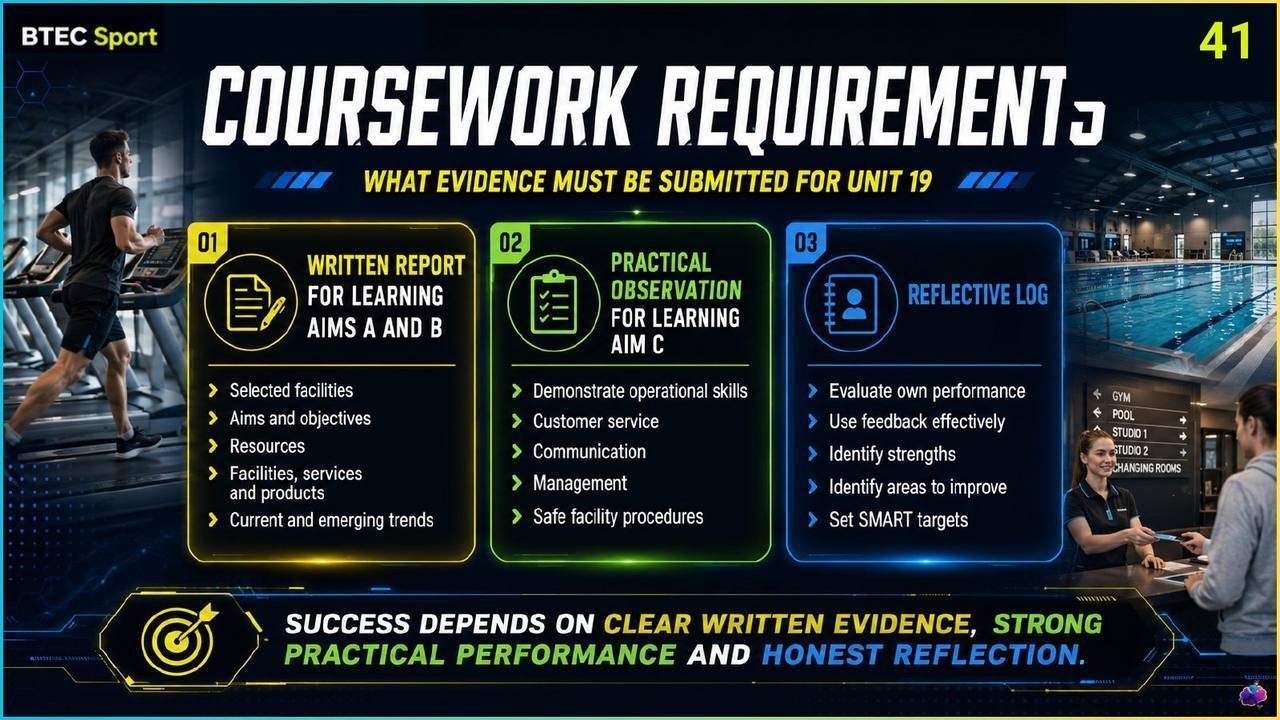 BTEC Sport
41
COURSEWORK REQUIREMENTS
WHAT EVIDENCE MUST BE SUBMITTED FOR UNIT 19
01
WRITTEN REPORT
FOR LEARNING
AIMS A AND B
Selected facilities
Aims and objectives
Resources
Facilities, services
and products
Current and emerging trends
02
PRACTICAL
OBSERVATION
FOR LEARNING
AIM C
Demonstrate operational skills
Customer service
Communication
Management
Safe facility procedures
03
REFLECTIVE LOG
Evaluate own performance
Use feedback effectively
Identify strengths
Identify areas to improve
Set SMART targets
GYM
POOL
STUDIO 1
STUDIO 2
CHANGING ROOMS
SUCCESS DEPENDS ON CLEAR WRITTEN EVIDENCE, STRONG
PRACTICAL PERFORMANCE AND HONEST REFLECTION.